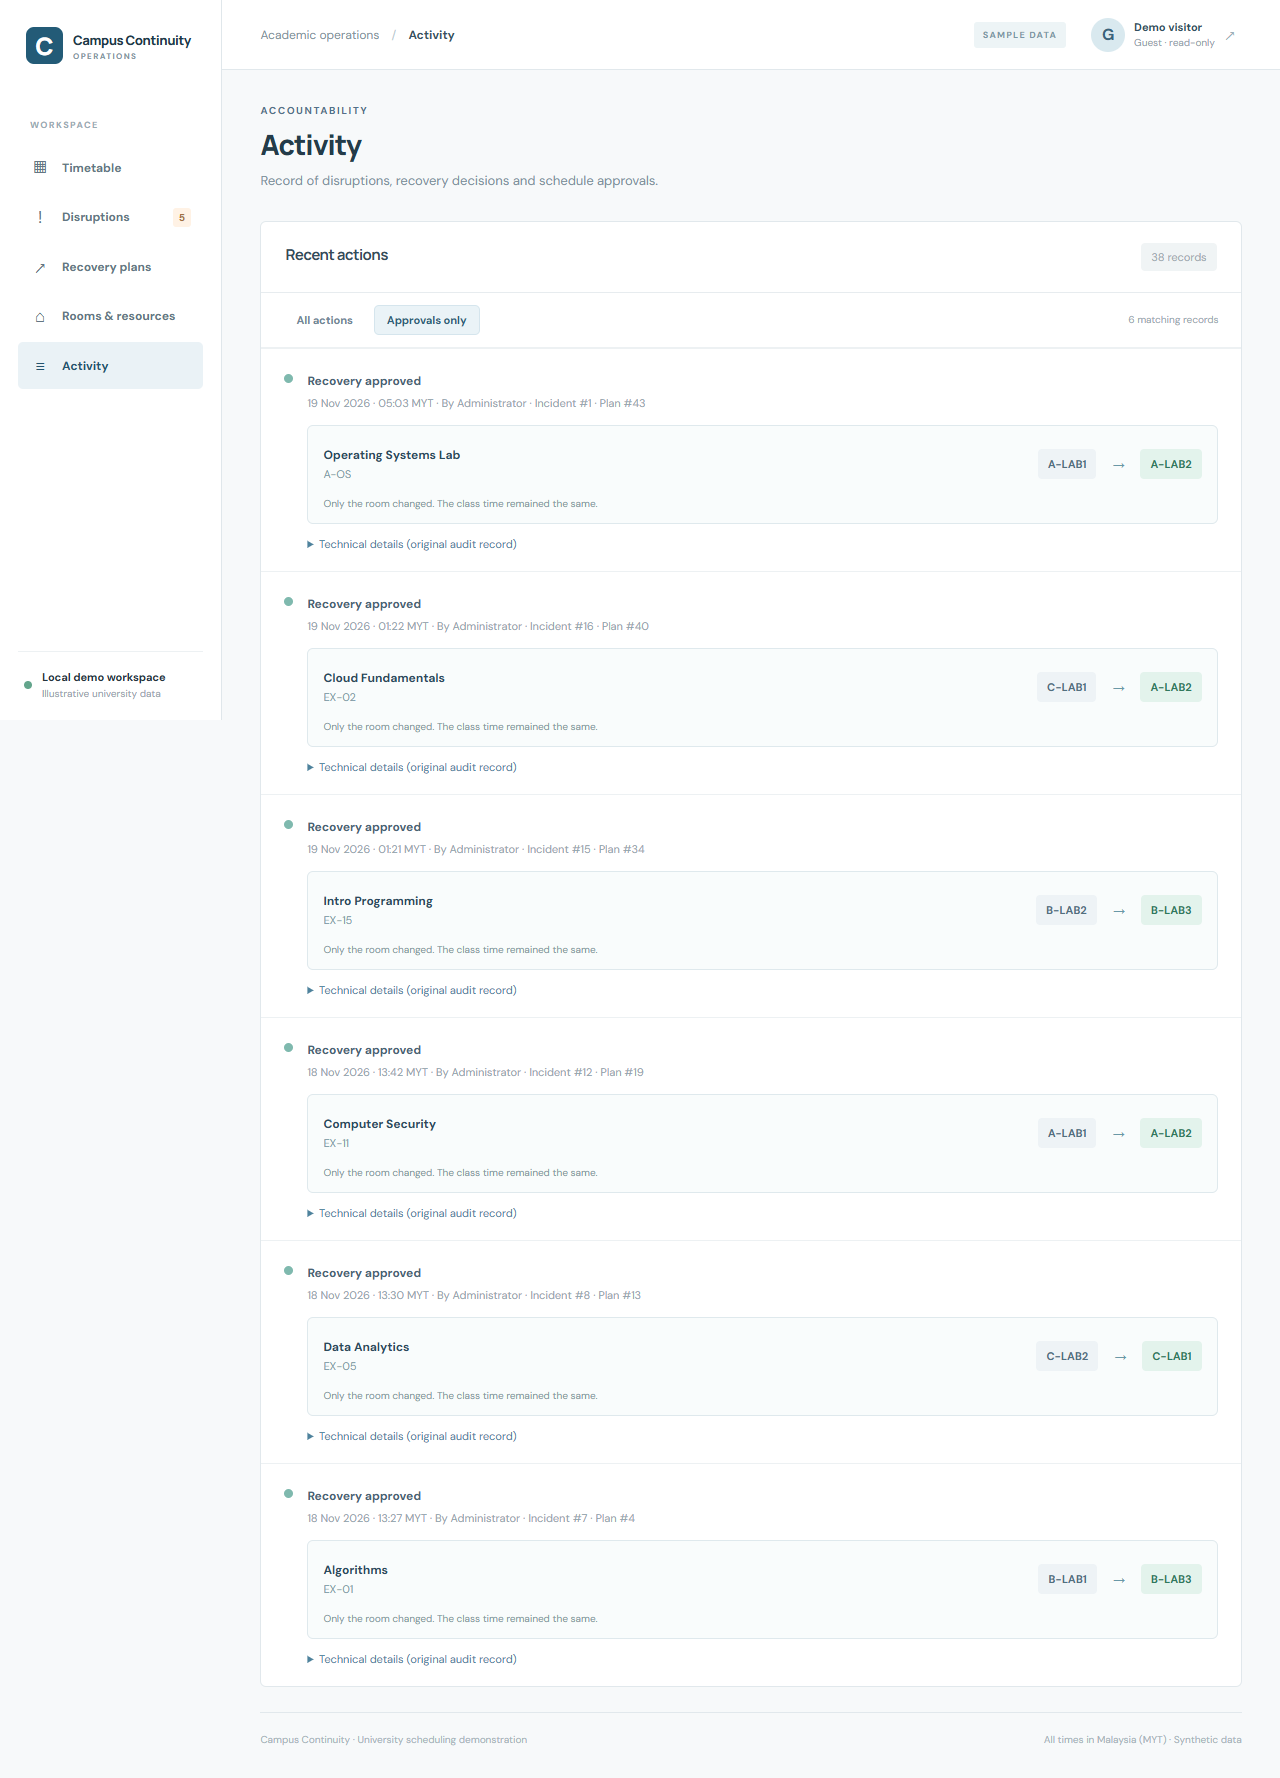 C
Campus Continuity
OPERATIONS
WORKSPACE
Timetable
! Disruptions 5
Recovery plans
Rooms & resources
Activity
Local demo workspace
Illustrative university data
Academic operations / Activity
SAMPLE DATA
G
Demo visitor
Guest · read-only ↗
ACCOUNTABILITY
Activity
Record of disruptions, recovery decisions and schedule approvals.
Recent actions
38 records
All actions
Approvals only
6 matching records
Recovery approved
19 Nov 2026 · 05:03 MYT · By Administrator · Incident #1 · Plan #43
Operating Systems Lab
A-OS
A-LAB1 → A-LAB2
Only the room changed. The class time remained the same.
▶ Technical details (original audit record)
Recovery approved
19 Nov 2026 · 01:22 MYT · By Administrator · Incident #16 · Plan #40
Cloud Fundamentals
EX-02
C-LAB1 → A-LAB2
Only the room changed. The class time remained the same.
▶ Technical details (original audit record)
Recovery approved
19 Nov 2026 · 01:21 MYT · By Administrator · Incident #15 · Plan #34
Intro Programming
EX-15
B-LAB2 → B-LAB3
Only the room changed. The class time remained the same.
▶ Technical details (original audit record)
Recovery approved
18 Nov 2026 · 13:42 MYT · By Administrator · Incident #12 · Plan #19
Computer Security
EX-11
A-LAB1 → A-LAB2
Only the room changed. The class time remained the same.
▶ Technical details (original audit record)
Recovery approved
18 Nov 2026 · 13:30 MYT · By Administrator · Incident #8 · Plan #13
Data Analytics
EX-05
C-LAB2 → C-LAB1
Only the room changed. The class time remained the same.
▶ Technical details (original audit record)
Recovery approved
18 Nov 2026 · 13:27 MYT · By Administrator · Incident #7 · Plan #4
Algorithms
EX-01
B-LAB1 → B-LAB3
Only the room changed. The class time remained the same.
▶ Technical details (original audit record)
Campus Continuity · University scheduling demonstration
All times in Malaysia (MYT) · Synthetic data